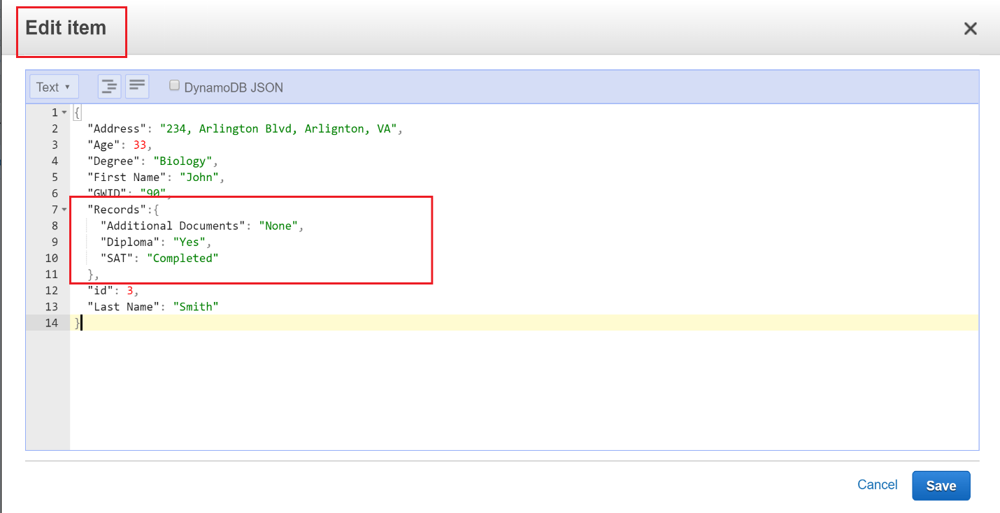 Edit item
Text
DynamoDB JSON
1 {
2 "Address": "234, Arlington Blvd, Arlignton, VA",
3 "Age": 33,
4 "Degree": "Biology",
5 "First Name": "John",
6 "GWID": "90",
7 "Records":{
8 "Additional Documents": "None",
9 "Diploma": "Yes",
10 "SAT": "Completed"
11 },
12 "id": 3,
13 "Last Name": "Smith"
14 }
Cancel Save